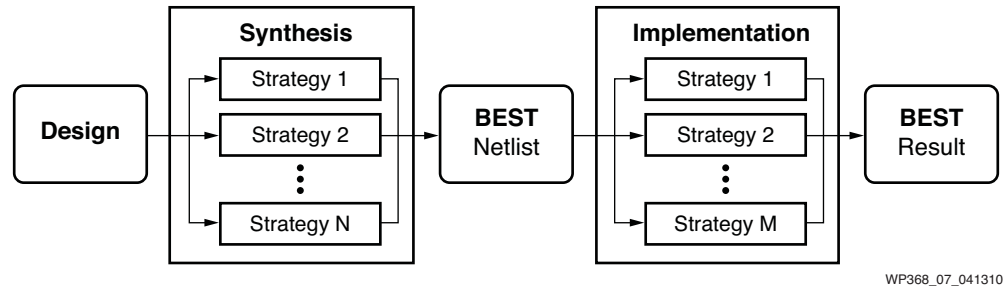 Design
Synthesis
Strategy 1
Strategy 2
Strategy N
BEST
Netlist
Implementation
Strategy 1
Strategy 2
Strategy M
BEST
Result
WP368_07_041310